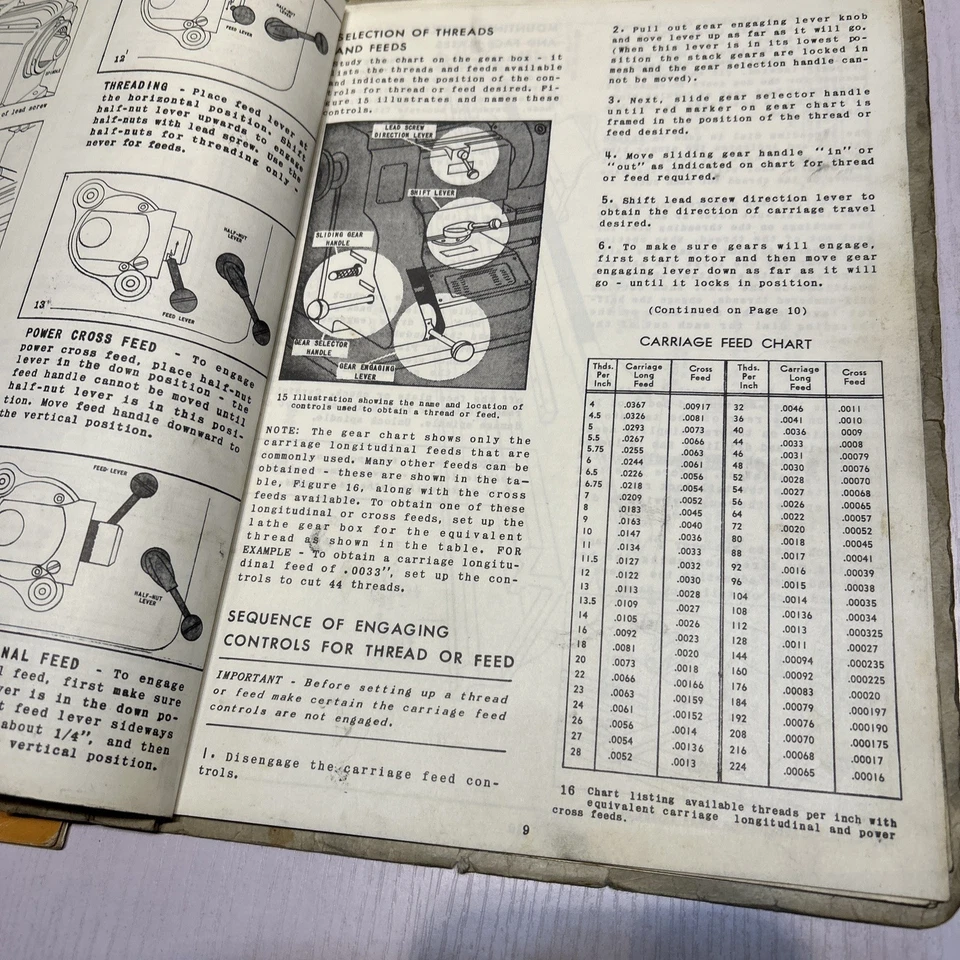 of lead screw
FEED LEVER
12
THREADING - Place feed lever at
the horizontal position. Shift
half-nut lever upwards to engage
half-nuts with lead screw. Use the
half-nuts for threading only -
never for feeds.
HALF-NUT
LEVER
FEED LEVER
13
POWER CROSS FEED - To engage
power cross feed, place half-nut
lever in the down position - the
feed handle cannot be moved until
half-nut lever is in this posi-
tion. Move feed handle downward to
the vertical position.
FEED LEVER
HALF-NUT
LEVER
NAL FEED - To engage
l feed, first make sure
ver is in the down po-
t feed lever sideways
about 1/4", and then
vertical position.
SELECTION OF THREADS
AND FEEDS
Study the chart on the gear box - it
lists the threads and feeds available
and indicates the position of the con-
trols for thread or feed desired. Fi-
gure 15 illustrates and names these
controls.
LEAD SCREW
DIRECTION LEVER
SHIFT LEVER
SLIDING GEAR
HANDLE
GEAR SELECTOR
HANDLE
GEAR ENGAGING
LEVER
15 Illustration showing the name and location of
controls used to obtain a thread or feed.
NOTE: The gear chart shows only the
carriage longitudinal feeds that are
commonly used. Many other feeds can be
obtained - these are shown in the ta-
ble, Figure 16, along with the cross
feeds available. To obtain one of these
longitudinal or cross feeds, set up the
lathe gear box for the equivalent
thread as shown in the table. FOR
EXAMPLE - To obtain a carriage longitu-
dinal feed of .0033", set up the con-
trols to cut 44 threads.
SEQUENCE OF ENGAGING
CONTROLS FOR THREAD OR FEED
IMPORTANT - Before setting up a thread
or feed make certain the carriage feed
controls are not engaged.
1. Disengage the carriage feed con-
trols.
2. Pull out gear engaging lever knob
and move lever up as far as it will go.
(When this lever is in its lowest po-
sition the stack gears are locked in
mesh and the gear selection handle can-
not be moved).
3. Next, slide gear selector handle
until red marker on gear chart is
framed in the position of the thread or
feed desired.
4. Move sliding gear handle "in" or
"out" as indicated on chart for thread
or feed required.
5. Shift lead screw direction lever to
obtain the direction of carriage travel
desired.
6. To make sure gears will engage,
first start motor and then move gear
engaging lever down as far as it will
go - until it locks in position.
(Continued on Page 10)
CARRIAGE FEED CHART
Thds. Per Inch Carriage Long Feed Cross Feed Thds. Per Inch Carriage Long Feed Cross Feed
4 .0367 .00917 32 .0046 .0011
4.5 .0326 .0081 36 .0041 .0010
5 .0293 .0073 40 .0036 0009
5.5 .0267 .0066 44 .0033 .0008
5.75 .0255 .0063 46 .0031 .00079
6 .0244 .0061 48 .0030 .00076
6.5 .0226 .0056 52 .0028 .00070
6.75 .0218 .0054 54 .0027 .00068
7 .0209 .0052 56 .0026 .00065
8 .0183 .0045 64 .0022 .00057
9 .0163 .0040 72 .0020 .00052
10 .0147 .0036 80 .0018 .00045
11 .0134 .0033 88 .0017 .00041
11.5 .0127 .0032 92 .0016 .00039
12 .0122 .0030 96 .0015 .00038
13 .0113 .0028 104 .0014 .00035
13.5 .0109 .0027 108 .00136 .00034
14 .0105 .0026 112 .0013 .000325
16 .0092 .0023 128 .0011 .00027
18 .0081 .0020 144 .00094 .000235
20 .0073 .0018 160 .00092 .000225
22 .0066 .00166 176 .00083 .00020
23 .0063 .00159 184 .00079 .000197
24 .0061 .00152 192 .00076 .000190
26 .0056 .0014 208 .00070 .000175
27 .0054 .00136 216 .00068 .00017
28 .0052 .0013 224 .00065 .00016
16 Chart listing available threads per inch with
equivalent carriage longitudinal and power
cross feeds.
9